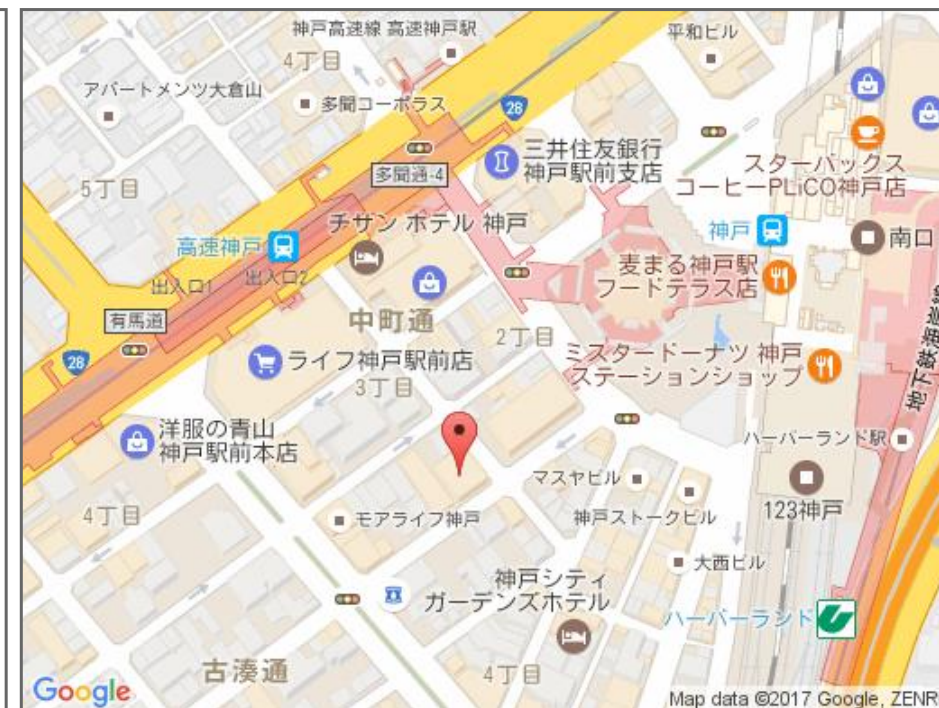 神戸高速線 高速神戸駅
平和ビル
4丁目
アパートメンツ大倉山
多聞コーポラス
28
三井住友銀行
神戸駅前支店
スターバックス
コーヒーPLiCO神戸店
多聞通-4
5丁目
チザン ホテル 神戸
高速神戸
神戸
南口
出入口1
出入口2
麦まる神戸駅
フードテラス店
有馬道
中町通
2丁目
28
ライフ神戸駅前店
ミスタードーナツ 神戸
ステーションショップ
3丁目
地下鉄海岸線
洋服の青山
神戸駅前本店
ハーバーランド駅
マスヤビル
123神戸
4丁目
モアライフ神戸
神戸ストークビル
大西ビル
神戸シティ
ガーデンズホテル
ハーバーランド
古湊通
4丁目
Google
Map data ©2017 Google, ZENR